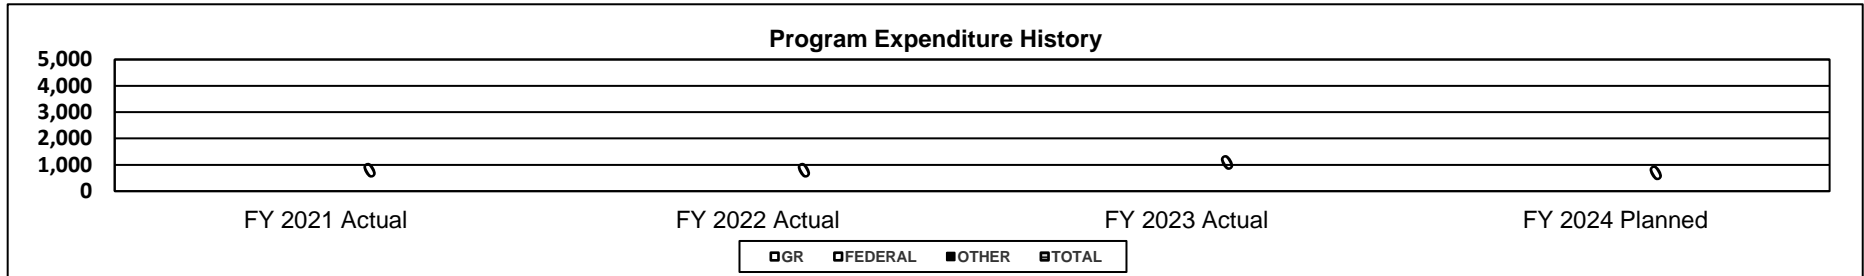 Program Expenditure History
5,000
4,000
3,000
2,000
1,000
0
0 0 0 0
FY 2021 Actual FY 2022 Actual FY 2023 Actual FY 2024 Planned
GR FEDERAL OTHER TOTAL